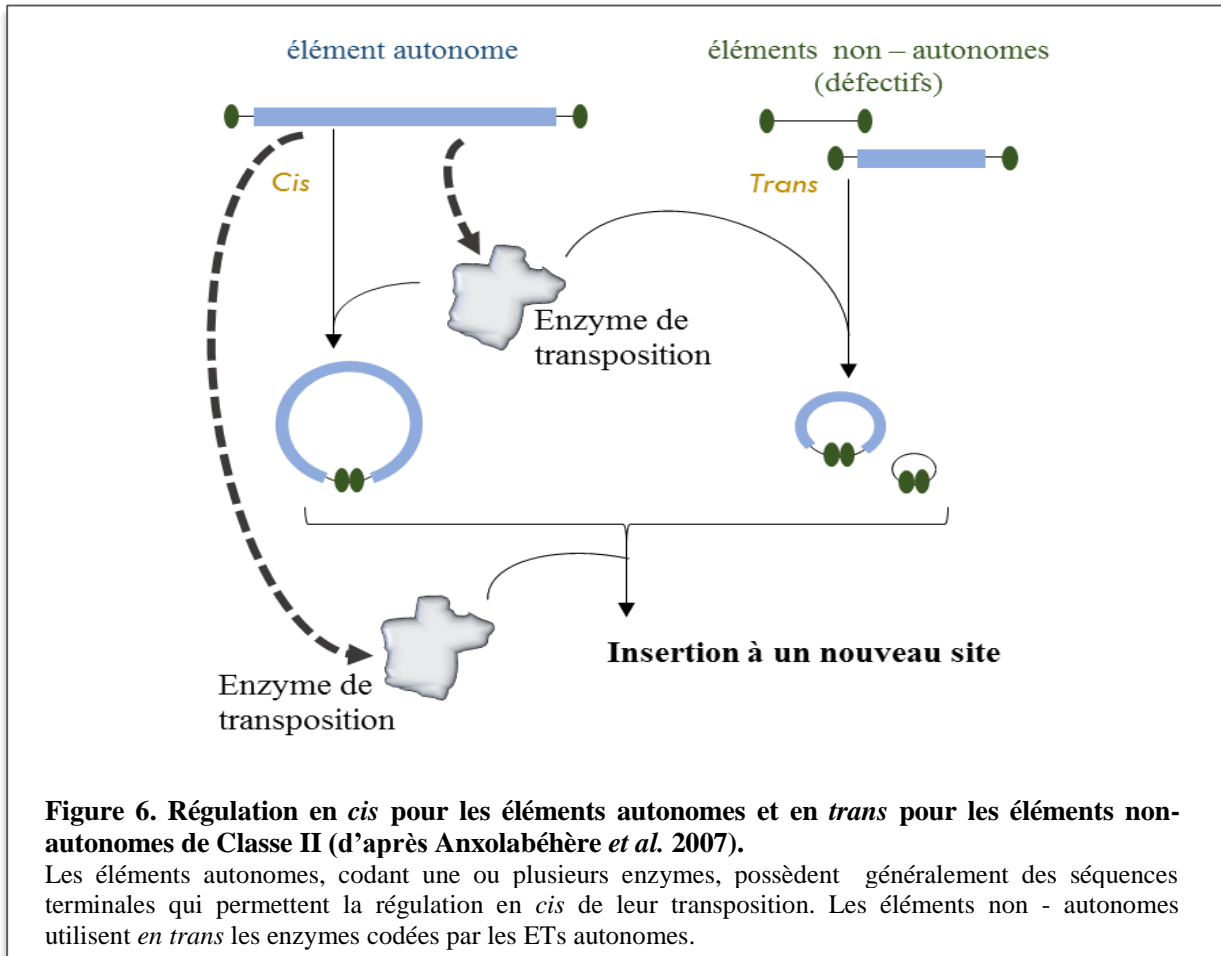 élément autonome
éléments non – autonomes
(défectifs)
Cis
Trans
Enzyme de
transposition
Insertion à un nouveau site
Enzyme de
transposition
Figure 6. Régulation en cis pour les éléments autonomes et en trans pour les éléments non-
autonomes de Classe II (d'après Anxolabéhère et al. 2007).
Les éléments autonomes, codant une ou plusieurs enzymes, possèdent généralement des séquences
terminales qui permettent la régulation en cis de leur transposition. Les éléments non - autonomes
utilisent en trans les enzymes codées par les ETs autonomes.